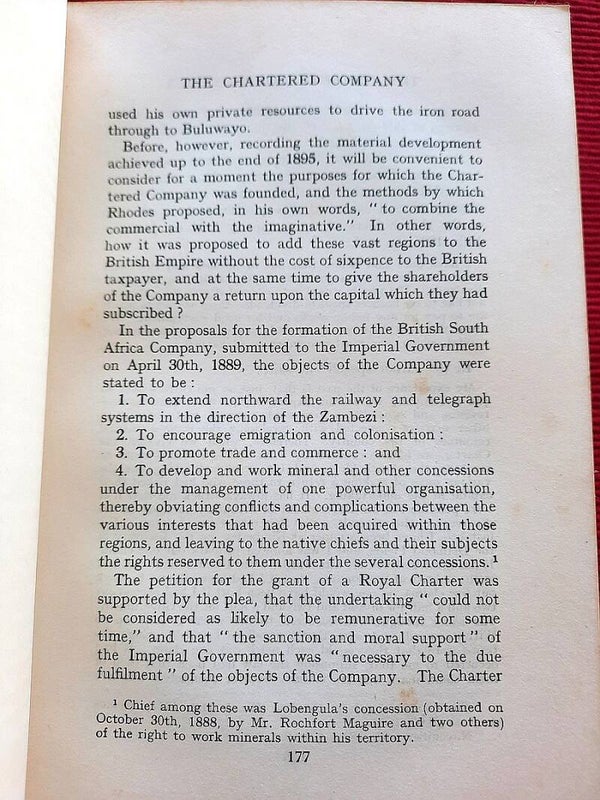 THE CHARTERED COMPANY
used his own private resources to drive the iron road
through to Buluwayo.
Before, however, recording the material development
achieved up to the end of 1895, it will be convenient to
consider for a moment the purposes for which the Char-
tered Company was founded, and the methods by which
Rhodes proposed, in his own words, “ to combine the
commercial with the imaginative.” In other words,
how it was proposed to add these vast regions to the
British Empire without the cost of sixpence to the British
taxpayer, and at the same time to give the shareholders
of the Company a return upon the capital which they had
subscribed ?
In the proposals for the formation of the British South
Africa Company, submitted to the Imperial Government
on April 30th, 1889, the objects of the Company were
stated to be :
1. To extend northward the railway and telegraph
systems in the direction of the Zambezi :
2. To encourage emigration and colonisation :
3. To promote trade and commerce : and
4. To develop and work mineral and other concessions
under the management of one powerful organisation,
thereby obviating conflicts and complications between the
various interests that had been acquired within those
regions, and leaving to the native chiefs and their subjects
the rights reserved to them under the several concessions.¹
The petition for the grant of a Royal Charter was
supported by the plea, that the undertaking “ could not
be considered as likely to be remunerative for some
time,” and that “ the sanction and moral support ” of
the Imperial Government was “ necessary to the due
fulfilment ” of the objects of the Company. The Charter
¹ Chief among these was Lobengula's concession (obtained on
October 30th, 1888, by Mr. Rochfort Maguire and two others)
of the right to work minerals within his territory.
177